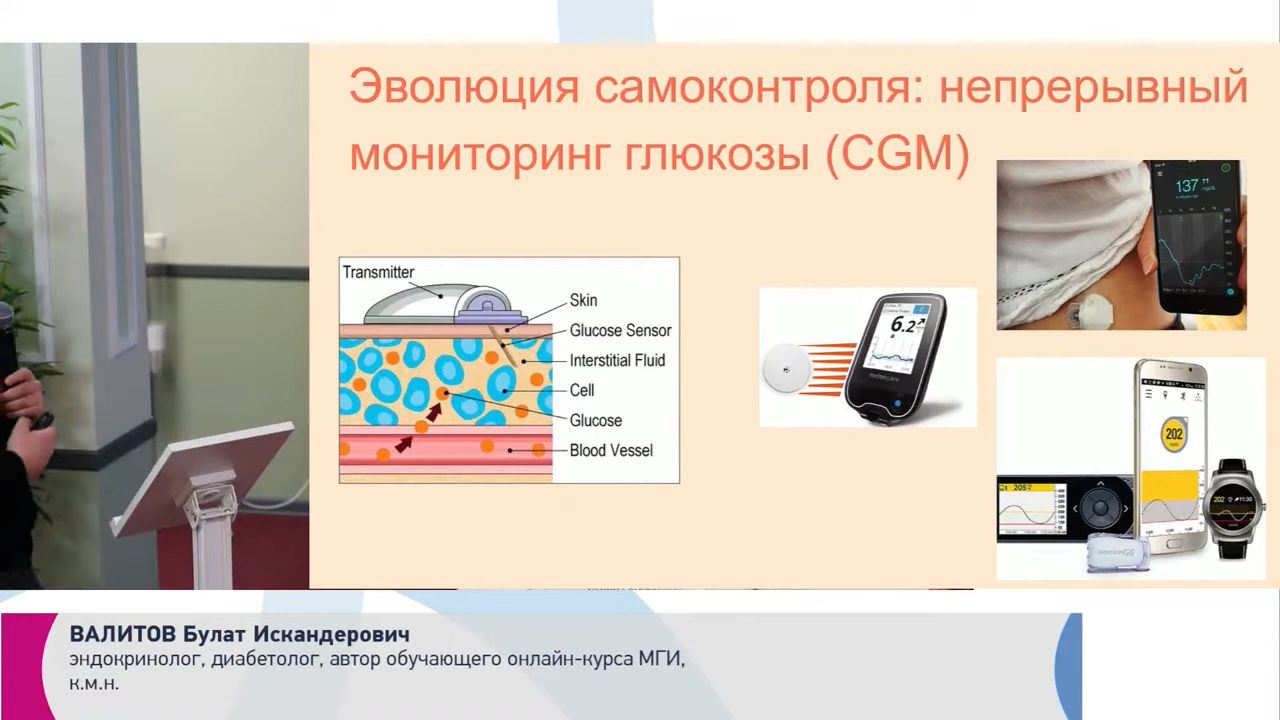 Эволюция самоконтроля: непрерывный
мониторинг глюкозы (CGM)
Transmitter
Skin
Glucose Sensor
Interstitial Fluid
Cell
Glucose
Blood Vessel
6.2
137
202
205
202
ВАЛИТОВ Булат Искандерович
эндокринолог, диабетолог, автор обучающего онлайн-курса МГИ,
к.м.н.